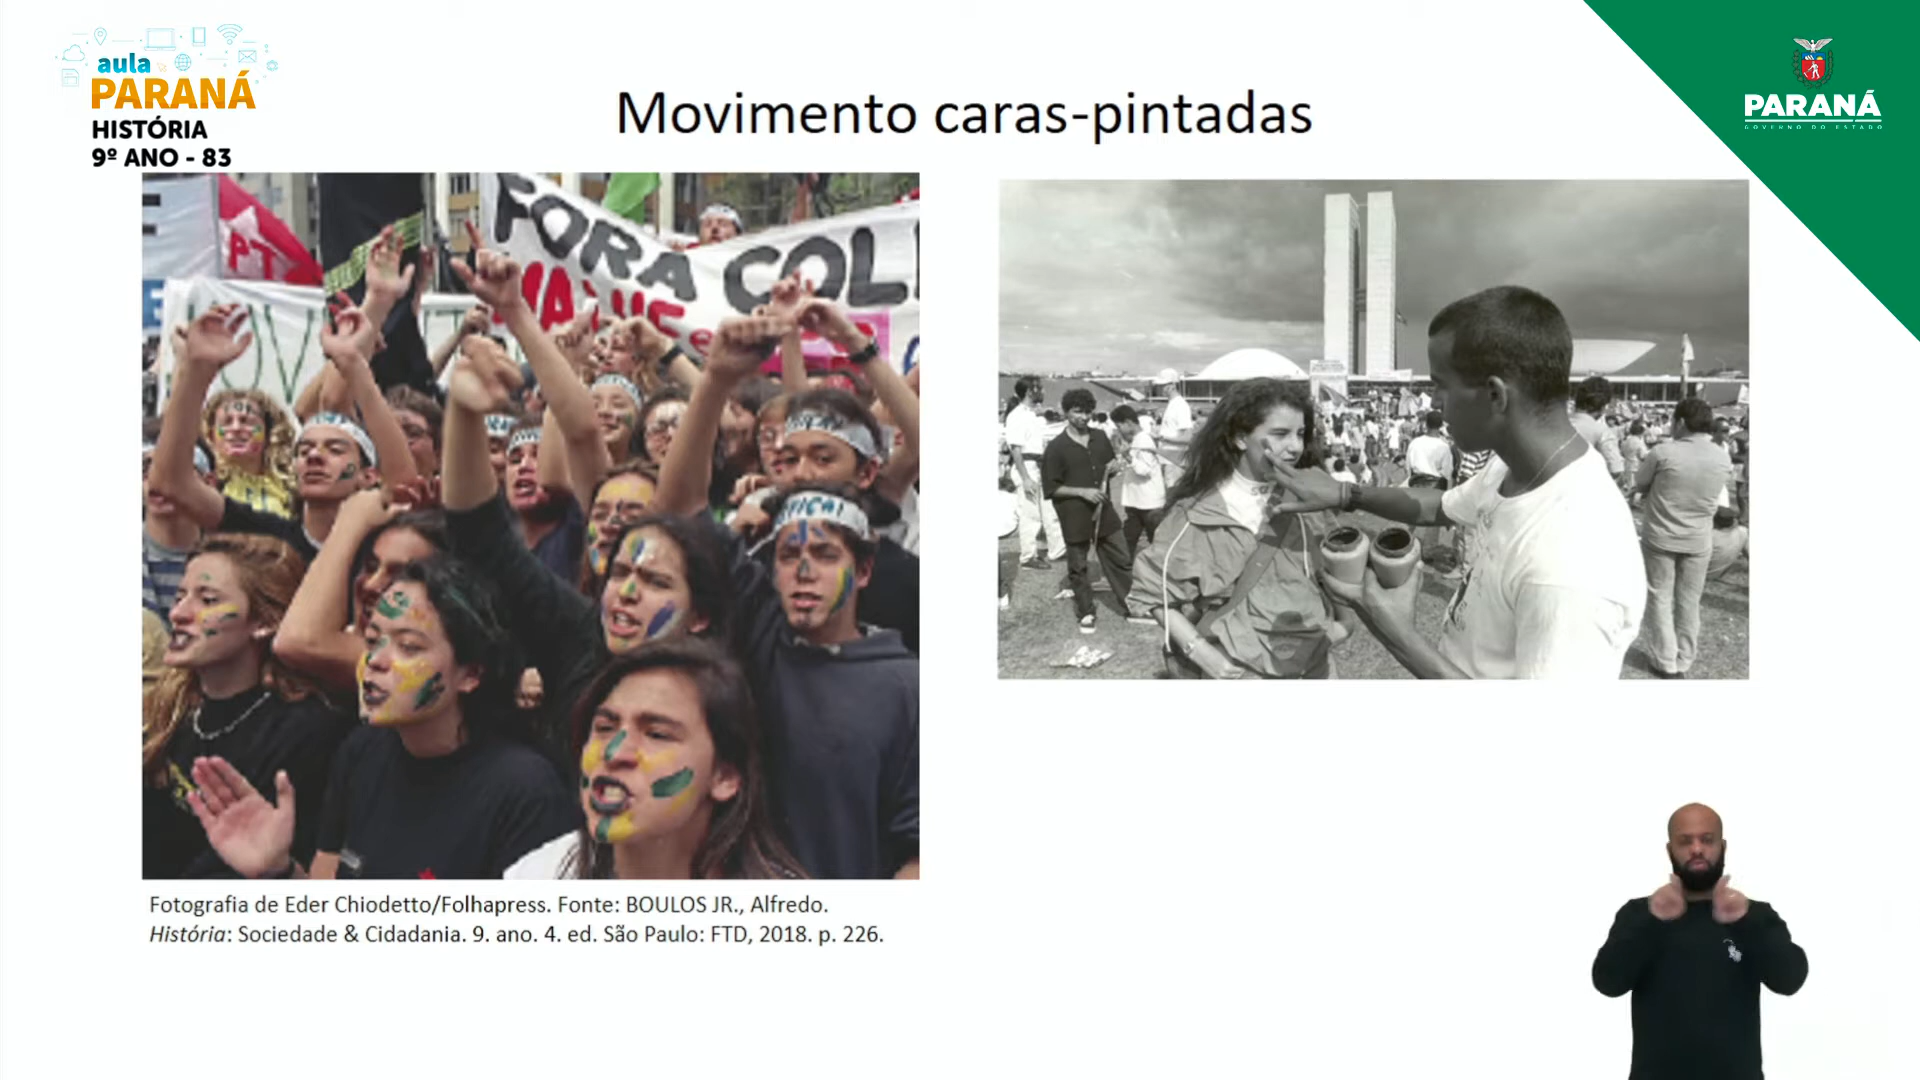 aula
PARANÁ
HISTÓRIA
9º ANO - 83
Movimento caras-pintadas
PARANÁ
GOVERNO DO ESTADO
PT
FORA COL
Fotografia de Eder Chiodetto/Folhapress. Fonte: BOULOS JR., Alfredo.
História: Sociedade & Cidadania. 9. ano. 4. ed. São Paulo: FTD, 2018. p. 226.